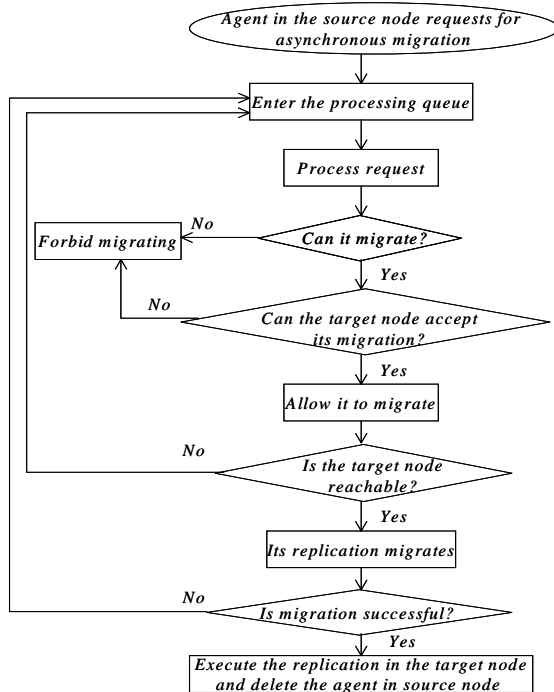 Agent in the source node requests for
asynchronous migration
Enter the processing queue
Process request
No
Forbid migrating
Can it migrate?
Yes
No
Can the target node accept
its migration?
Yes
Allow it to migrate
No
Is the target node
reachable?
Yes
Its replication migrates
No
Is migration successful?
Yes
Execute the replication in the target node
and delete the agent in source node